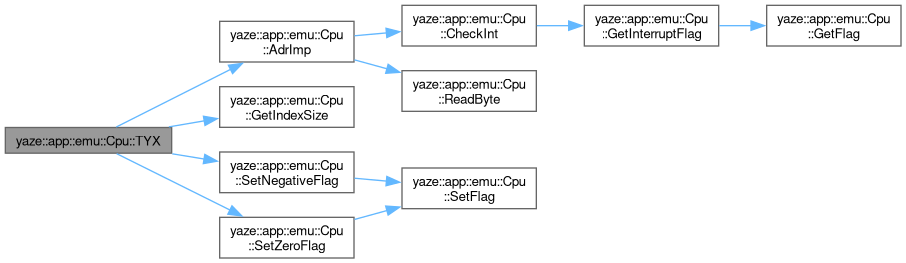 yaze::app::emu::Cpu::TYX
yaze::app::emu::Cpu
::AdrImp
yaze::app::emu::Cpu
::GetIndexSize
yaze::app::emu::Cpu
::SetNegativeFlag
yaze::app::emu::Cpu
::SetZeroFlag
yaze::app::emu::Cpu
::CheckInt
yaze::app::emu::Cpu
::ReadByte
yaze::app::emu::Cpu
::SetFlag
yaze::app::emu::Cpu
::GetInterruptFlag
yaze::app::emu::Cpu
::GetFlag